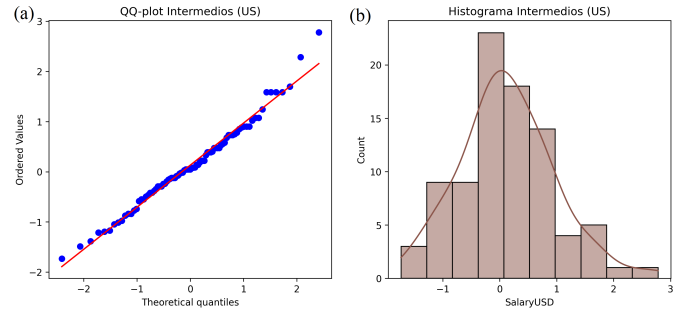 (a)
QQ-plot Intermedios (US)
3
2
1
0
−1
−2
Ordered Values
−2
−1
0
1
2
Theoretical quantiles
(b)
Histograma Intermedios (US)
20
15
10
5
0
Count
−1
0
1
2
3
SalaryUSD